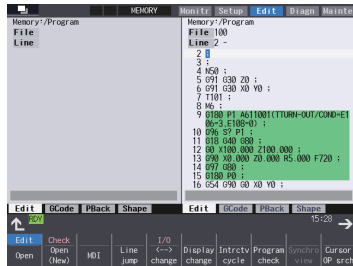 MEMORY
Monitr Setup Edit Diagn Mainte
Memory:/Program
File
Line
Memory:/Program
File 100
Line 2 -
2 ;
3 ;
4 N50 ;
5 G91 G30 Z0 ;
6 G91 G30 X0 Y0 ;
7 T101 ;
8 M6 ;
9 G180 P1 A611001(TTURN-OUT/COND=E1
06=3,E108=0) ;
10 G96 S? P1 ;
11 G18 G40 G80 ;
12 G0 X100.000 Z100.000 ;
13 G90 X0.000 Z0.000 R5.000 F720 ;
14 G97 G80 ;
15 G180 P0 ;
16 G54 G90 G0 X0 Y0 ;
Edit GCode PBack Shape
Edit GCode PBack Shape
RDY
15:28
Edit Check I/O
Open
Open (New)
MDI
Line jump
<--> change
Display change
Intrctv cycle
Program check
Synchro view
Cursor OP srch